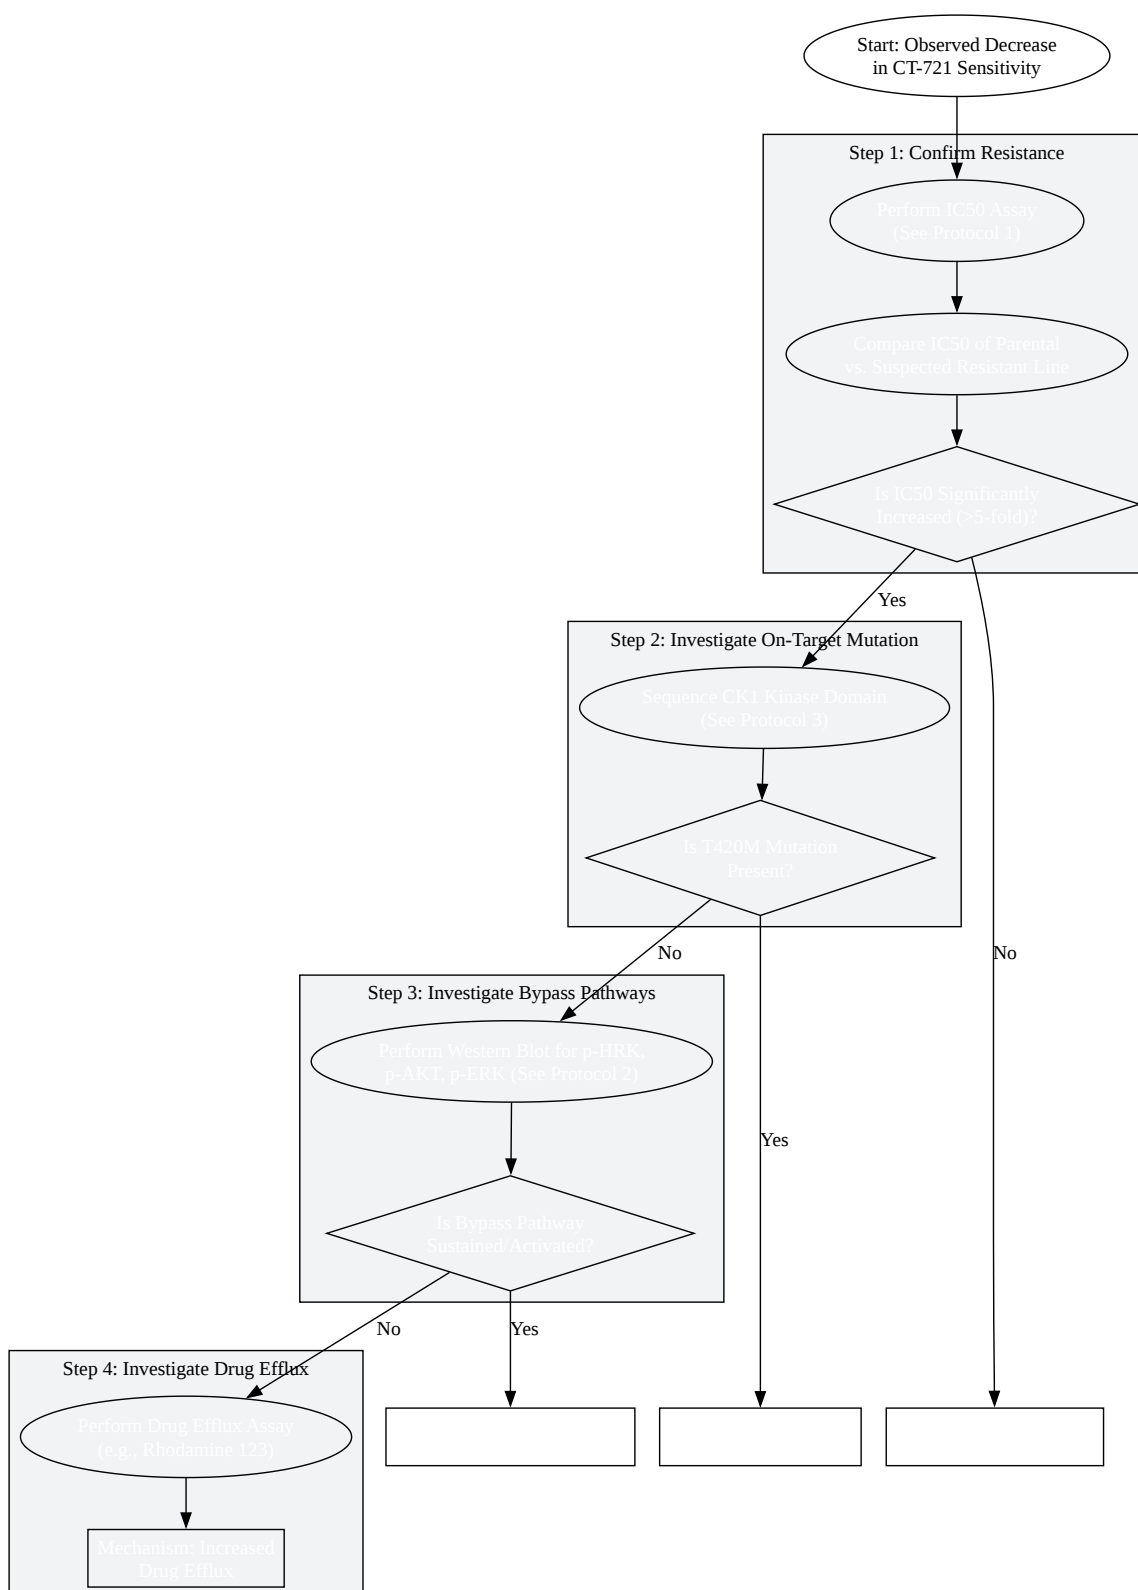 Start: Observed Decrease
in CT-721 Sensitivity
Step 1: Confirm Resistance
Perform IC50 Assay
(See Protocol 1)
Compare IC50 of Parental
vs. Suspected Resistant Line
Is IC50 Significantly
Increased (>5-fold)?
Yes
No
Step 2: Investigate On-Target Mutation
Sequence CK1 Kinase Domain
(See Protocol 3)
Is T420M Mutation
Present?
No
Yes
Step 3: Investigate Bypass Pathways
Perform Western Blot for p-HRK,
p-AKT, p-ERK (See Protocol 2)
Is Bypass Pathway
Sustained/Activated?
No
Yes
Step 4: Investigate Drug Efflux
Perform Drug Efflux Assay
(e.g., Rhodamine 123)
Mechanism: Increased
Drug Efflux